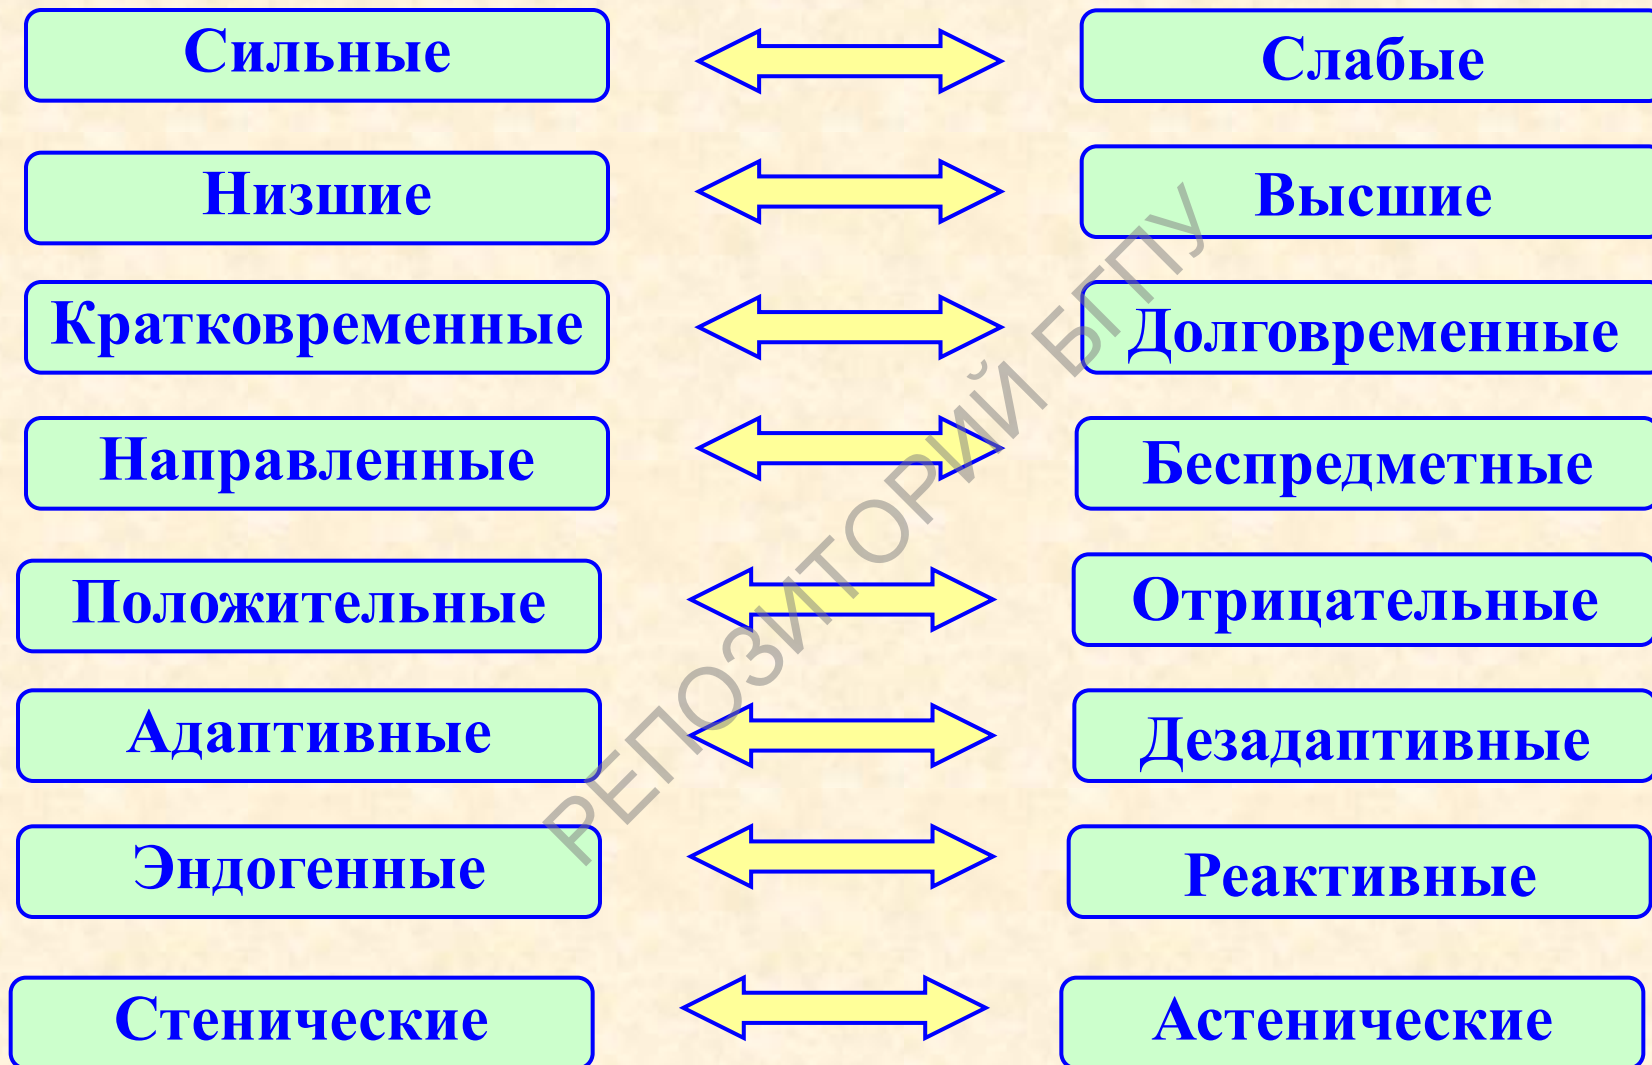 Сильные
Слабые
Низшие
Высшие
Кратковременные
Долговременные
Направленные
Беспредметные
Положительные
Отрицательные
Адаптивные
Дезадаптивные
Эндогенные
Реактивные
Стенические
Астенические
РЕПОЗИТОРИЙ БГПУ